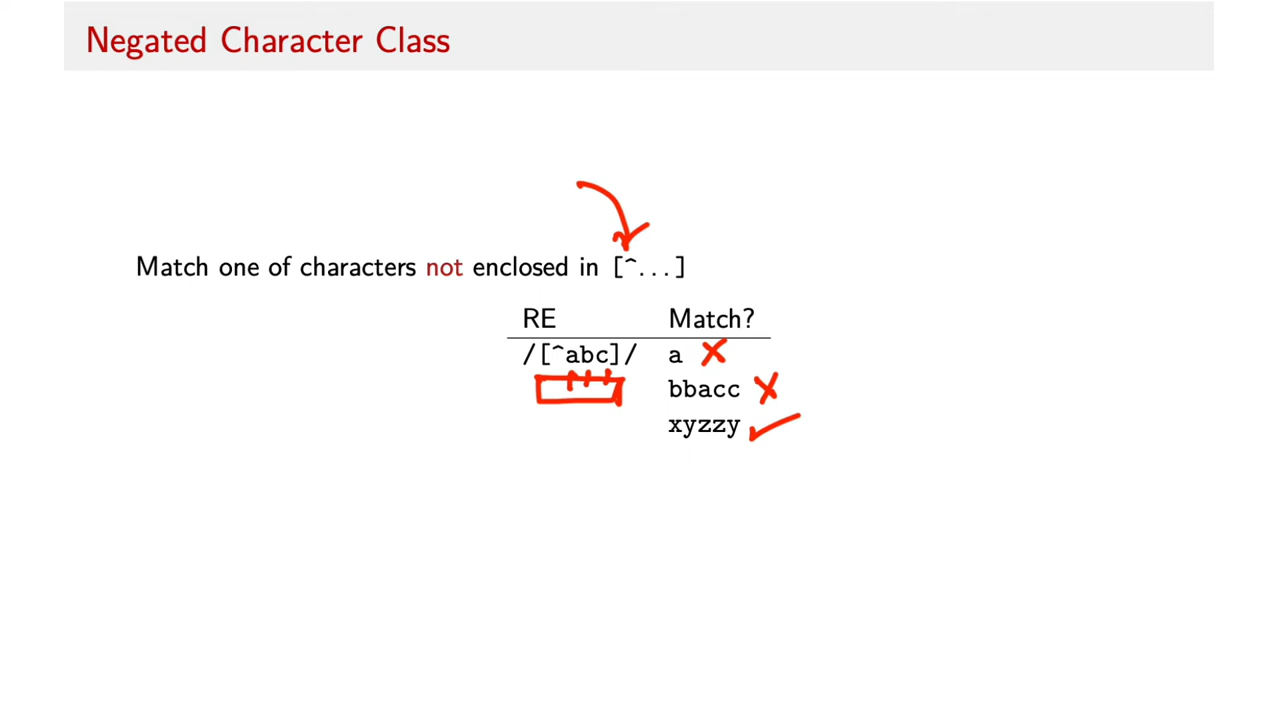 Negated Character Class
Match one of characters not enclosed in [^...]
RE Match?
/[^abc]/ a ✗
bbacc ✗
xyzzy ✓